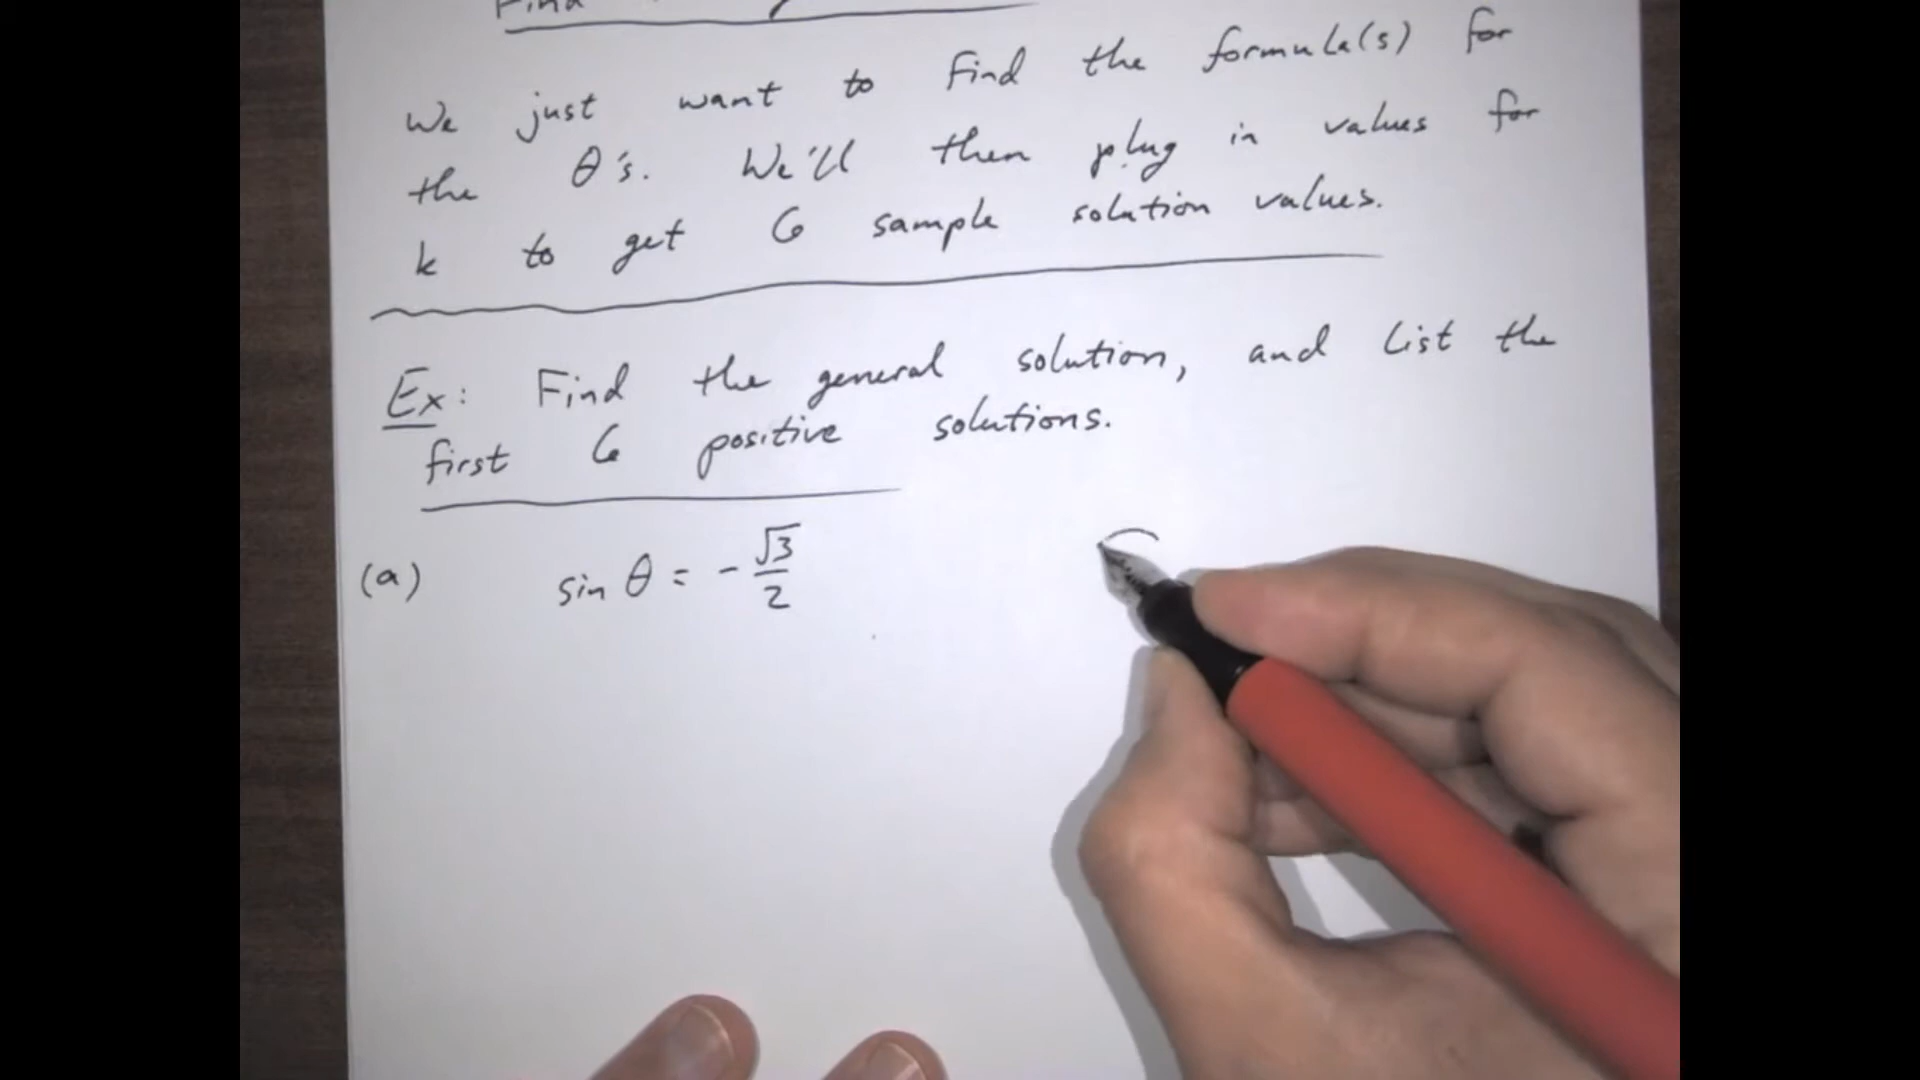 Find
We just want to find the formula(s) for
the θ's. We'll then plug in values for
k to get 6 sample solution values.
Ex: Find the general solution, and list the
first 6 positive solutions.
(a) sin θ = -√3/2